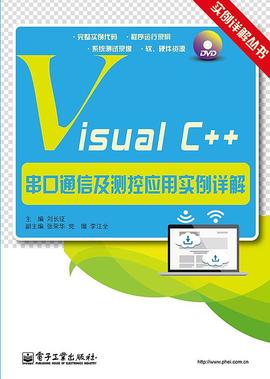 实例详解丛书
·完整实例代码 ·程序运行录屏
·系统测试录像 ·软、硬件资源
DVD
Visual C++
串口通信及测控应用实例详解
主 编 刘长征
副主编 张荣华 党 媚 李江全
电子工业出版社
http://www.phei.com.cn